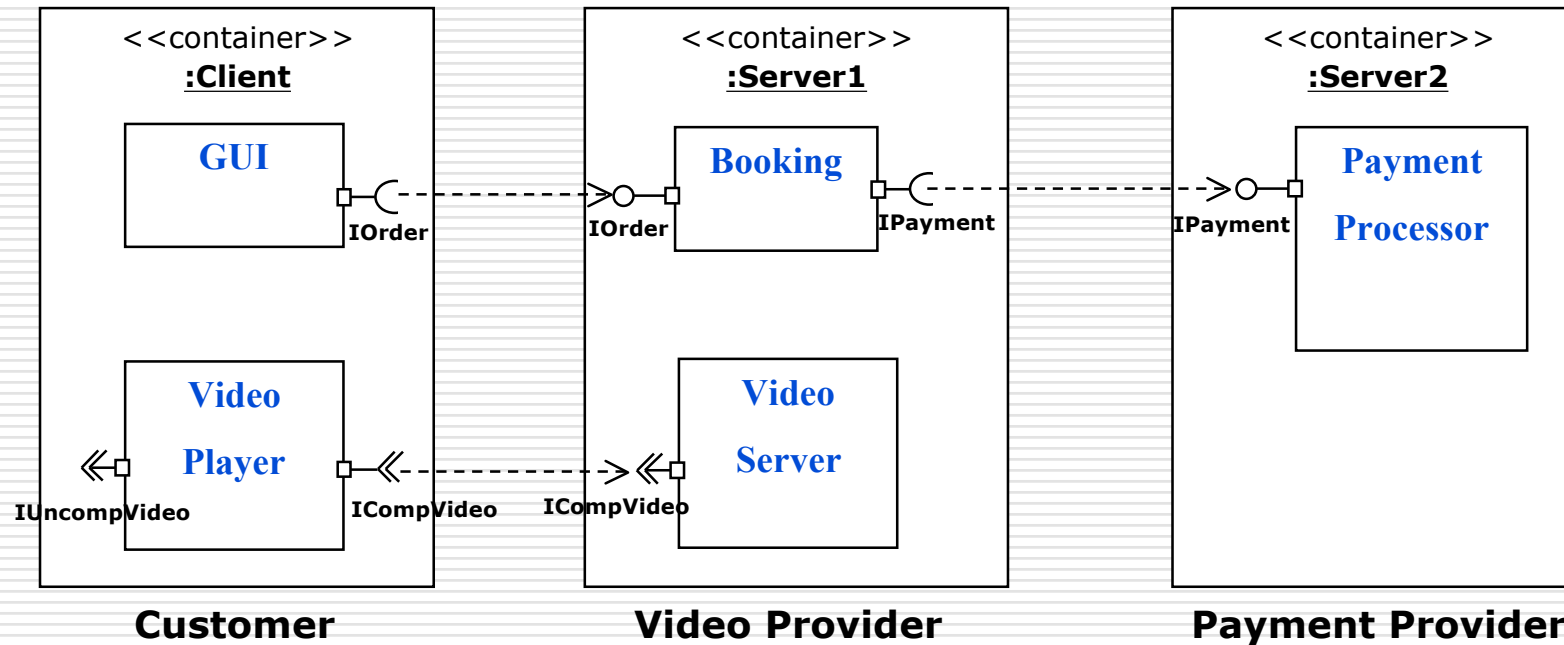 <<container>>
:Client
GUI
IOrder
Video
Player
IUncompVideo
ICompVideo
Customer
<<container>>
:Server1
Booking
IOrder
IPayment
Video
Server
ICompVideo
Video Provider
<<container>>
:Server2
Payment
Processor
IPayment
Payment Provider